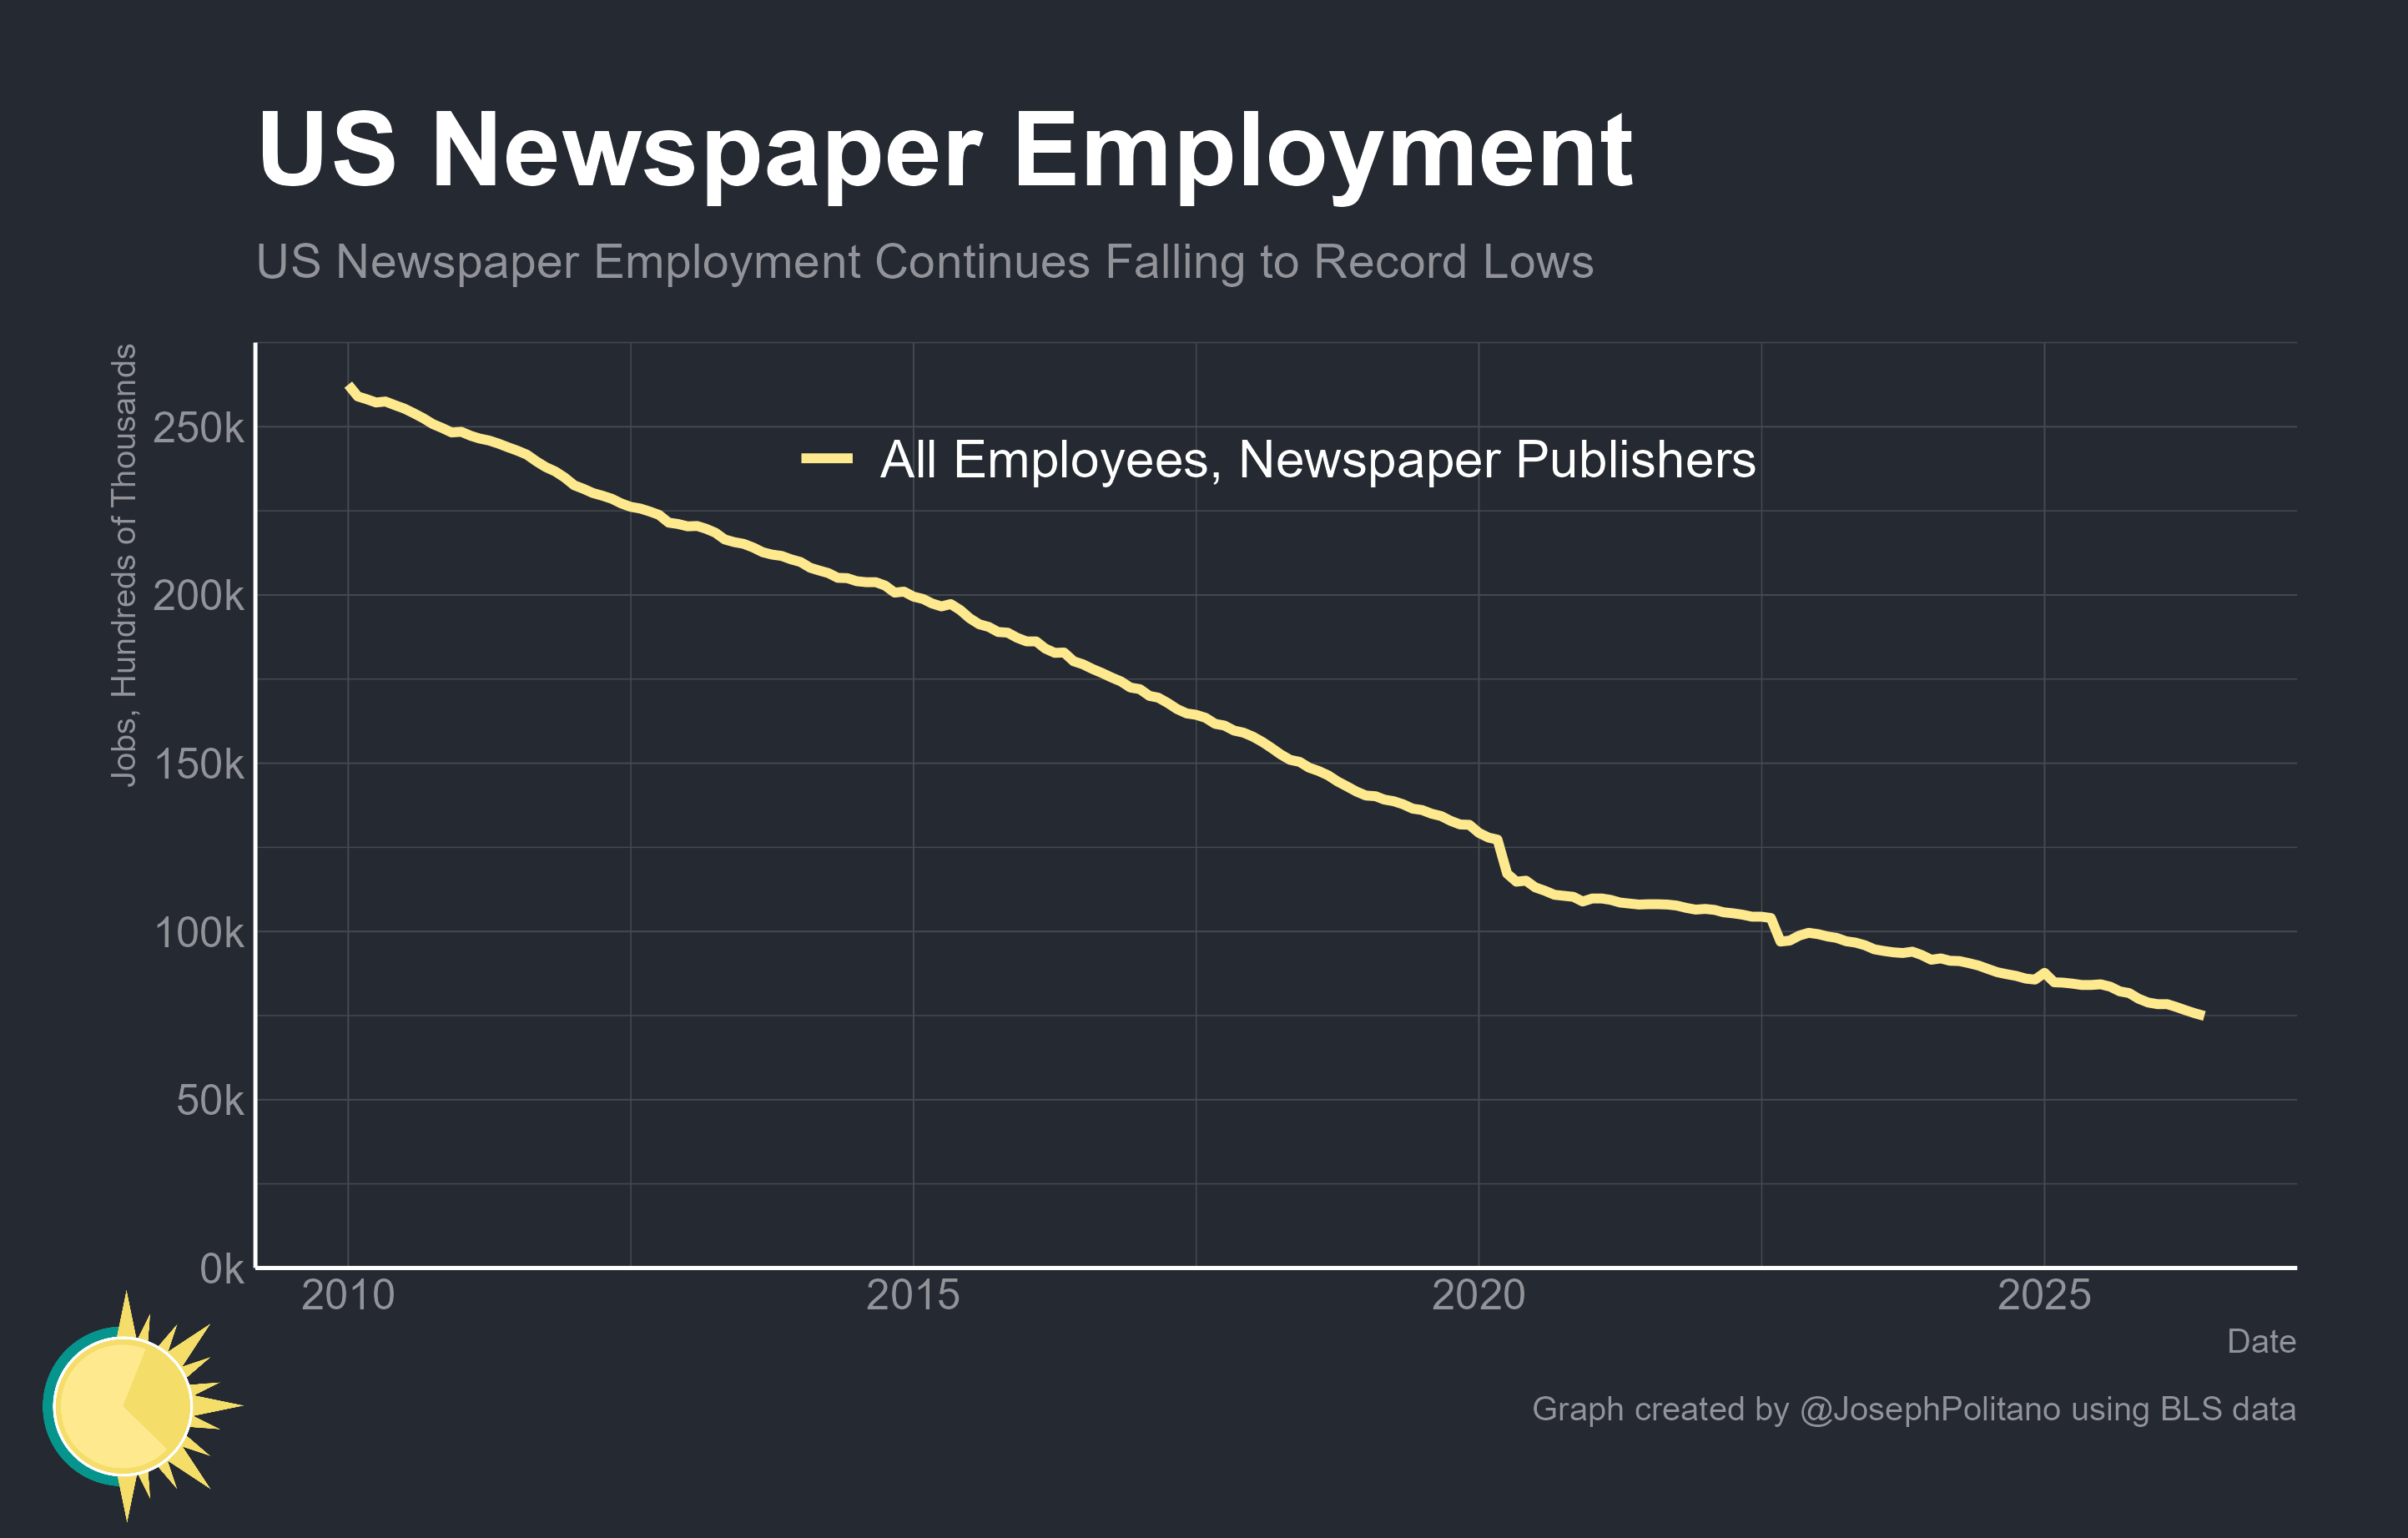 US Newspaper Employment
US Newspaper Employment Continues Falling to Record Lows
Jobs, Hundreds of Thousands
250k
200k
150k
100k
50k
0k
All Employees, Newspaper Publishers
2010
2015
2020
2025
Date
Graph created by @JosephPolitano using BLS data